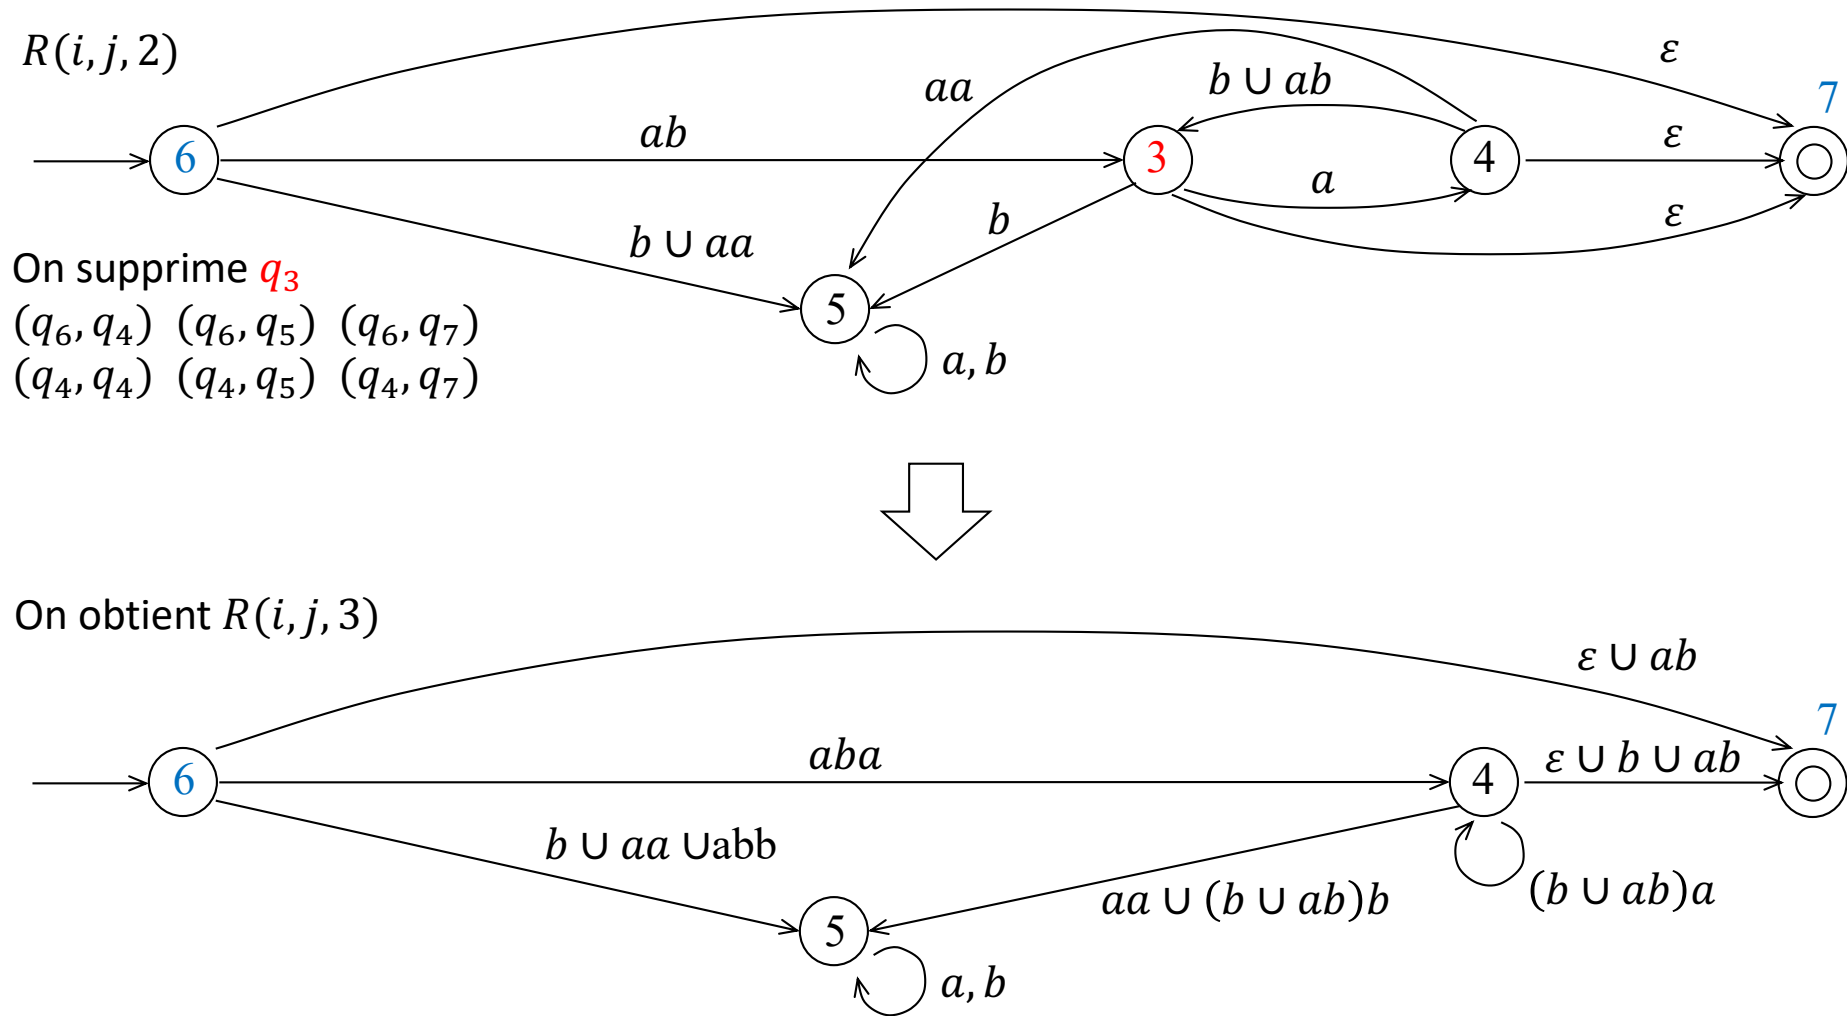 R(i, j, 2)
ε
aa
b ∪ ab
7
ab
6
3
4
ε
a
b
ε
b ∪ aa
On supprime q₃
(q₆, q₄) (q₆, q₅) (q₆, q₇)
(q₄, q₄) (q₄, q₅) (q₄, q₇)
5
a, b
On obtient R(i, j, 3)
ε ∪ ab
7
aba
ε ∪ b ∪ ab
6
4
b ∪ aa ∪abb
aa ∪ (b ∪ ab)b
(b ∪ ab)a
5
a, b